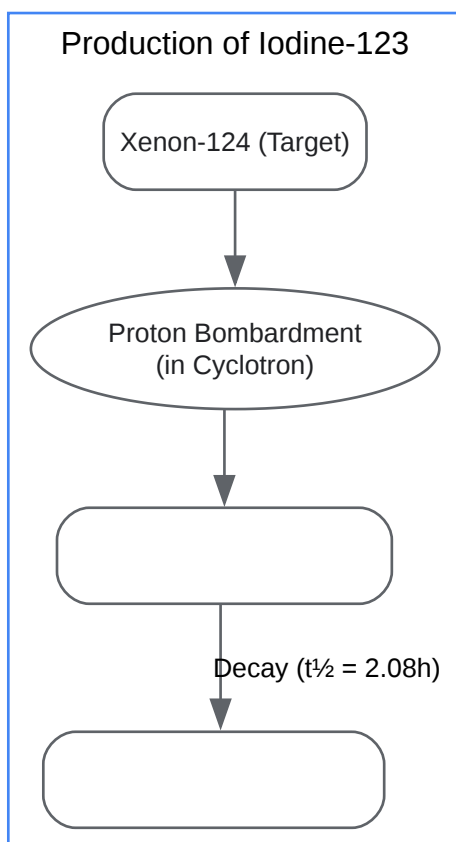 Production of Iodine-123
Xenon-124 (Target)
Proton Bombardment
(in Cyclotron)
Decay (t½ = 2.08h)